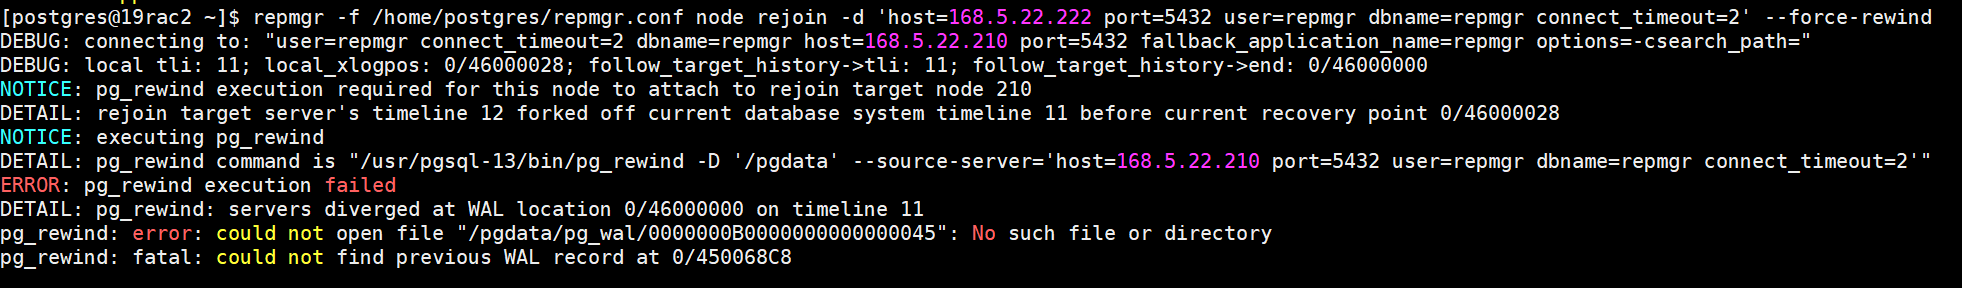 [postgres@19rac2 ~]$ repmgr -f /home/postgres/repmgr.conf node rejoin -d 'host=168.5.22.222 port=5432 user=repmgr dbname=repmgr connect_timeout=2' --force-rewind
DEBUG: connecting to: "user=repmgr connect_timeout=2 dbname=repmgr host=168.5.22.210 port=5432 fallback_application_name=repmgr options=-csearch_path="
DEBUG: local tli: 11; local_xlogpos: 0/46000028; follow_target_history->tli: 11; follow_target_history->end: 0/46000000
NOTICE: pg_rewind execution required for this node to attach to rejoin target node 210
DETAIL: rejoin target server's timeline 12 forked off current database system timeline 11 before current recovery point 0/46000028
NOTICE: executing pg_rewind
DETAIL: pg_rewind command is "/usr/pgsql-13/bin/pg_rewind -D '/pgdata' --source-server='host=168.5.22.210 port=5432 user=repmgr dbname=repmgr connect_timeout=2'"
ERROR: pg_rewind execution failed
DETAIL: pg_rewind: servers diverged at WAL location 0/46000000 on timeline 11
pg_rewind: error: could not open file "/pgdata/pg_wal/0000000B0000000000000045": No such file or directory
pg_rewind: fatal: could not find previous WAL record at 0/450068C8